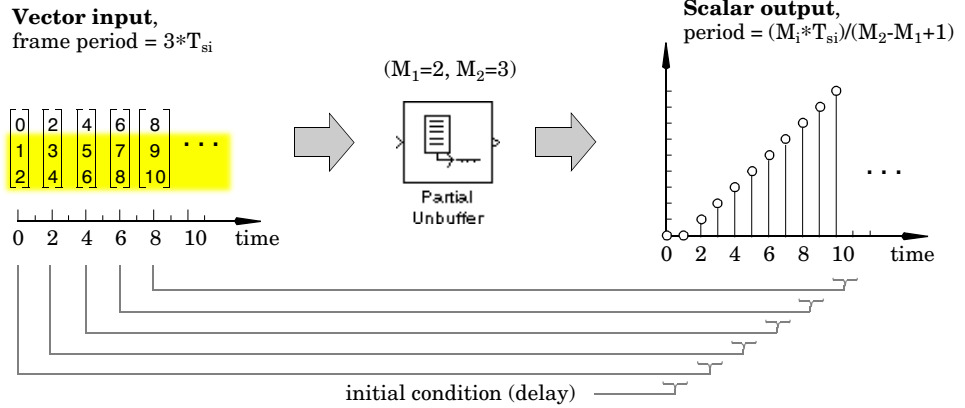 Vector input,
frame period = 3*Tsi
Scalar output,
period = (Mi*Tsi)/(M2-M1+1)
(M1=2, M2=3)
0 2 4 6 8
1 3 5 7 9 ...
2 4 6 8 10
...
Partial
Unbuffer
0 2 4 6 8 10 time
0 2 4 6 8 10 time
initial condition (delay)